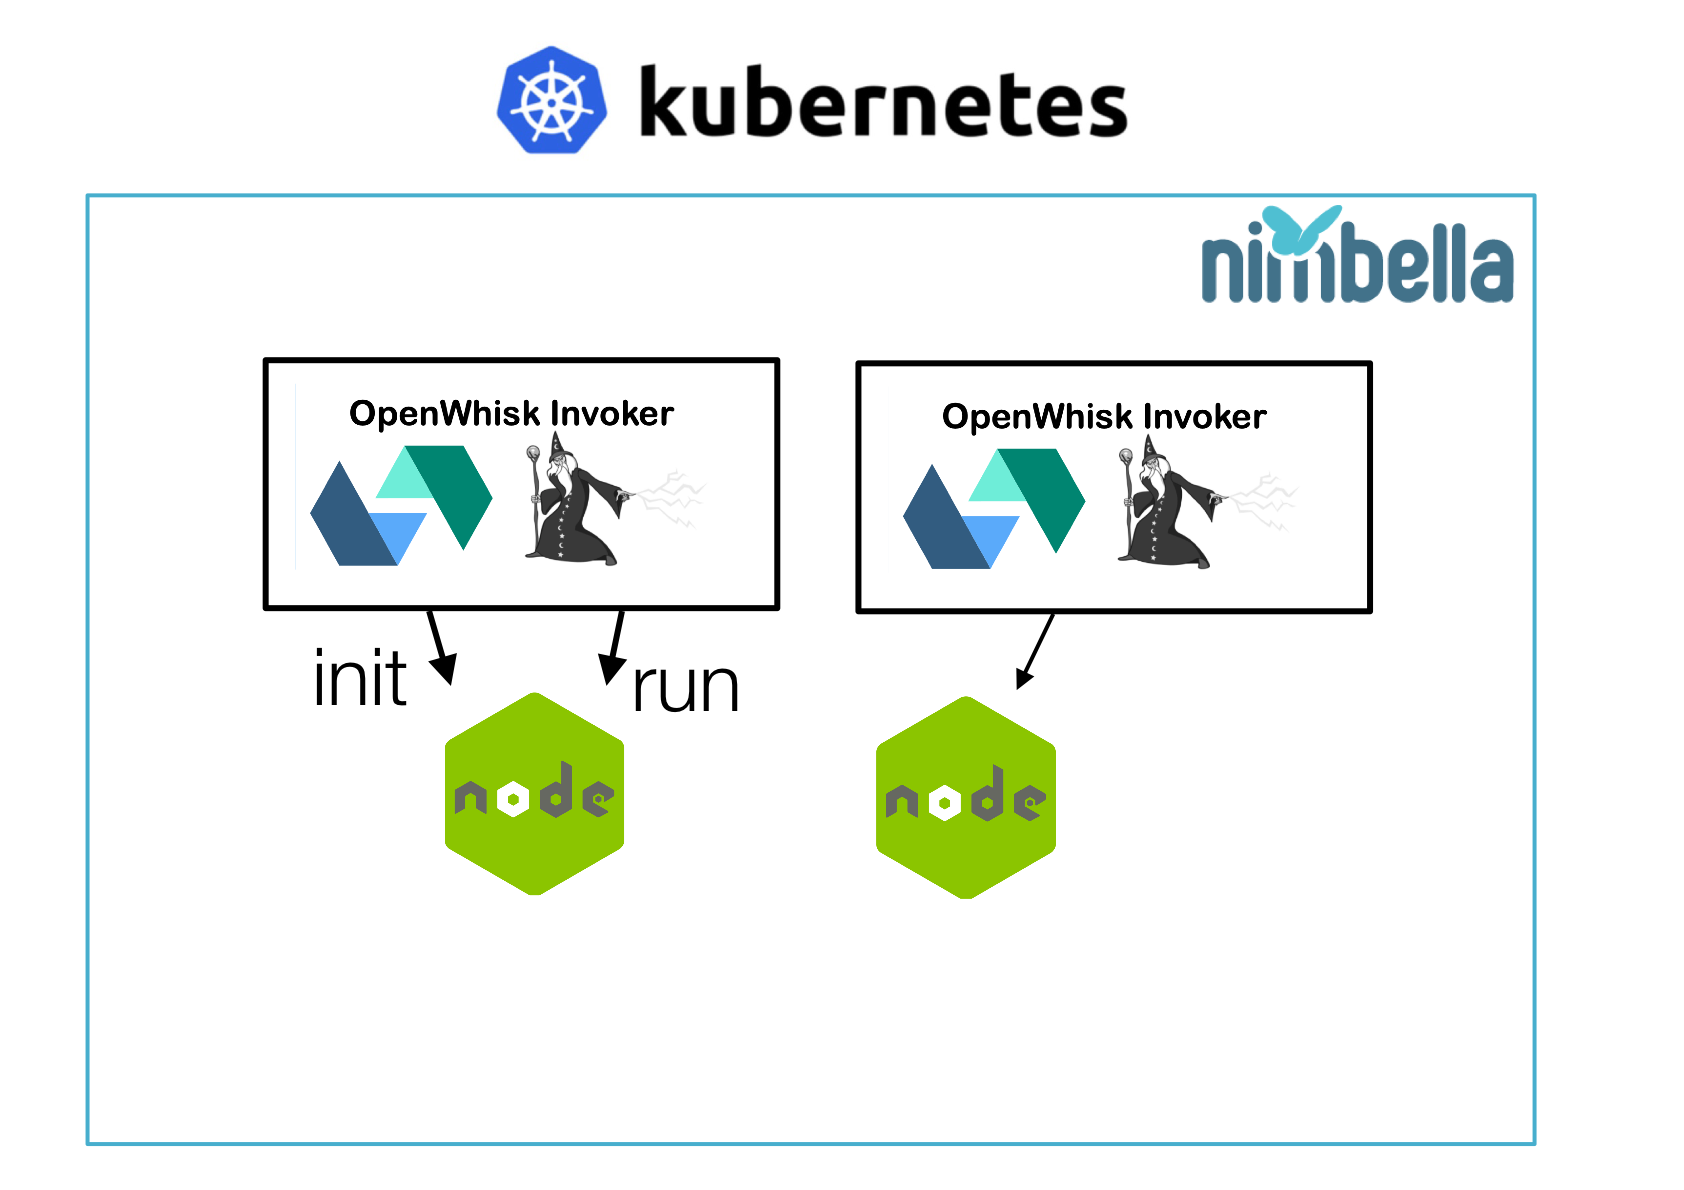 kubernetes
nimbella
OpenWhisk Invoker
OpenWhisk Invoker
init
run
node
node